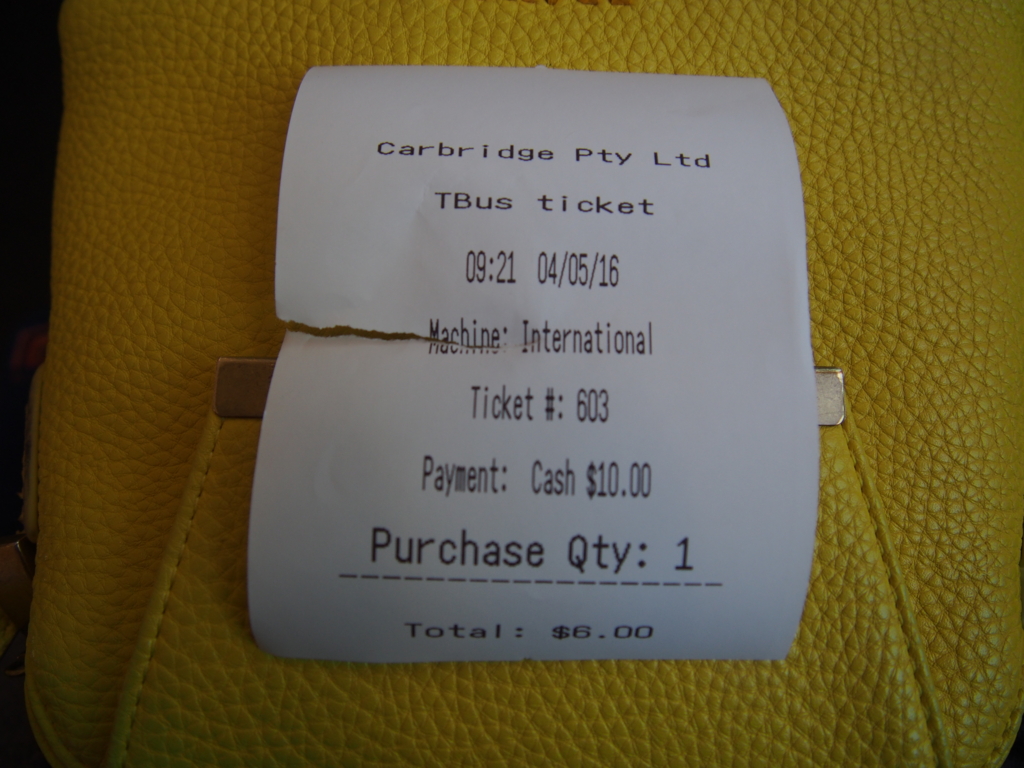 Carbridge Pty Ltd
TBus ticket
09:21 04/05/16
Machine: International
Ticket #: 603
Payment: Cash $10.00
Purchase Qty: 1
------------------
Total: $6.00